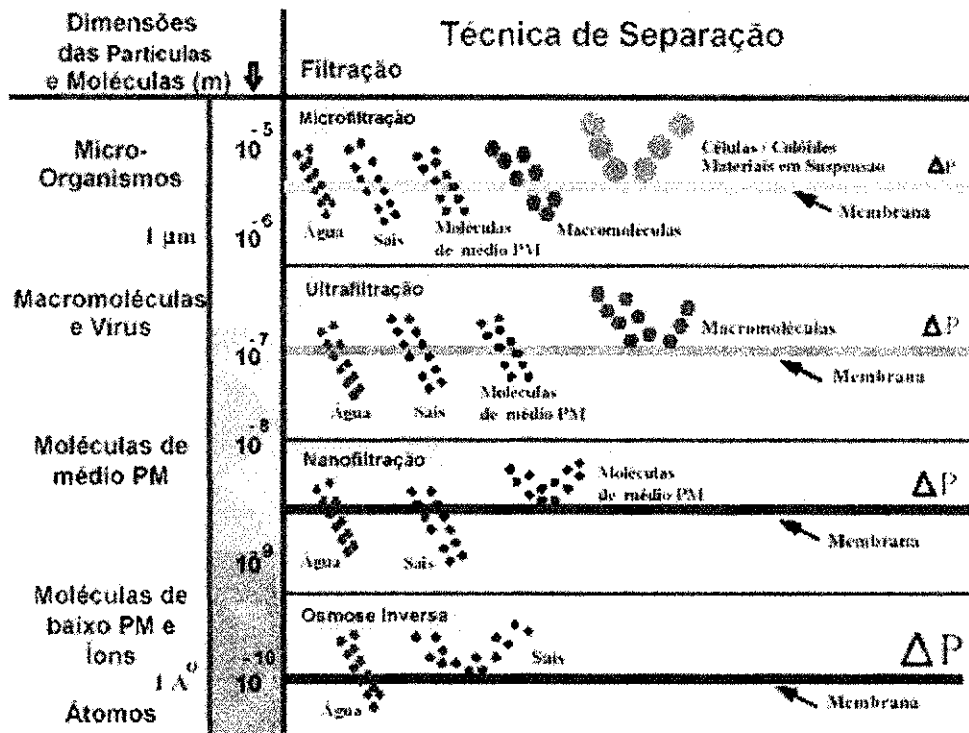 Dimensões
das Partículas
e Moléculas (m)
Técnica de Separação
Filtração
Micro-
Organismos
1 µm
Macromoléculas
e Vírus
Moléculas de
médio PM
Moléculas de
baixo PM e
Íons
1 Aº
Átomos
10⁻⁵
10⁻⁶
10⁻⁷
10⁻⁸
10⁻⁹
10⁻¹⁰
Microfiltração
Água
Sais
Moléculas
de médio PM
Macromoléculas
Células / Colóides
Materiais em Suspensão
ΔP
Membrana
Ultrafiltração
Água
Sais
Moléculas
de médio PM
Macromoléculas
ΔP
Membrana
Nanofiltração
Água
Sais
Moléculas
de médio PM
ΔP
Membrana
Osmose Inversa
Água
Sais
ΔP
Membrana